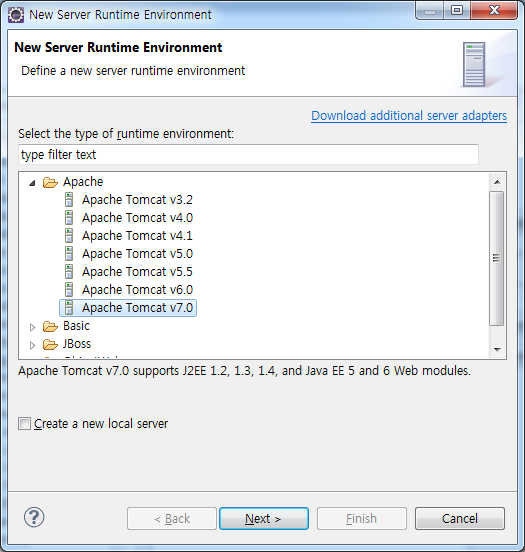 New Server Runtime Environment
New Server Runtime Environment
Define a new server runtime environment
Download additional server adapters
Select the type of runtime environment:
type filter text
Apache
Apache Tomcat v3.2
Apache Tomcat v4.0
Apache Tomcat v4.1
Apache Tomcat v5.0
Apache Tomcat v5.5
Apache Tomcat v6.0
Apache Tomcat v7.0
Basic
JBoss
Apache Tomcat v7.0 supports J2EE 1.2, 1.3, 1.4, and Java EE 5 and 6 Web modules.
Create a new local server
?
< Back
Next >
Finish
Cancel